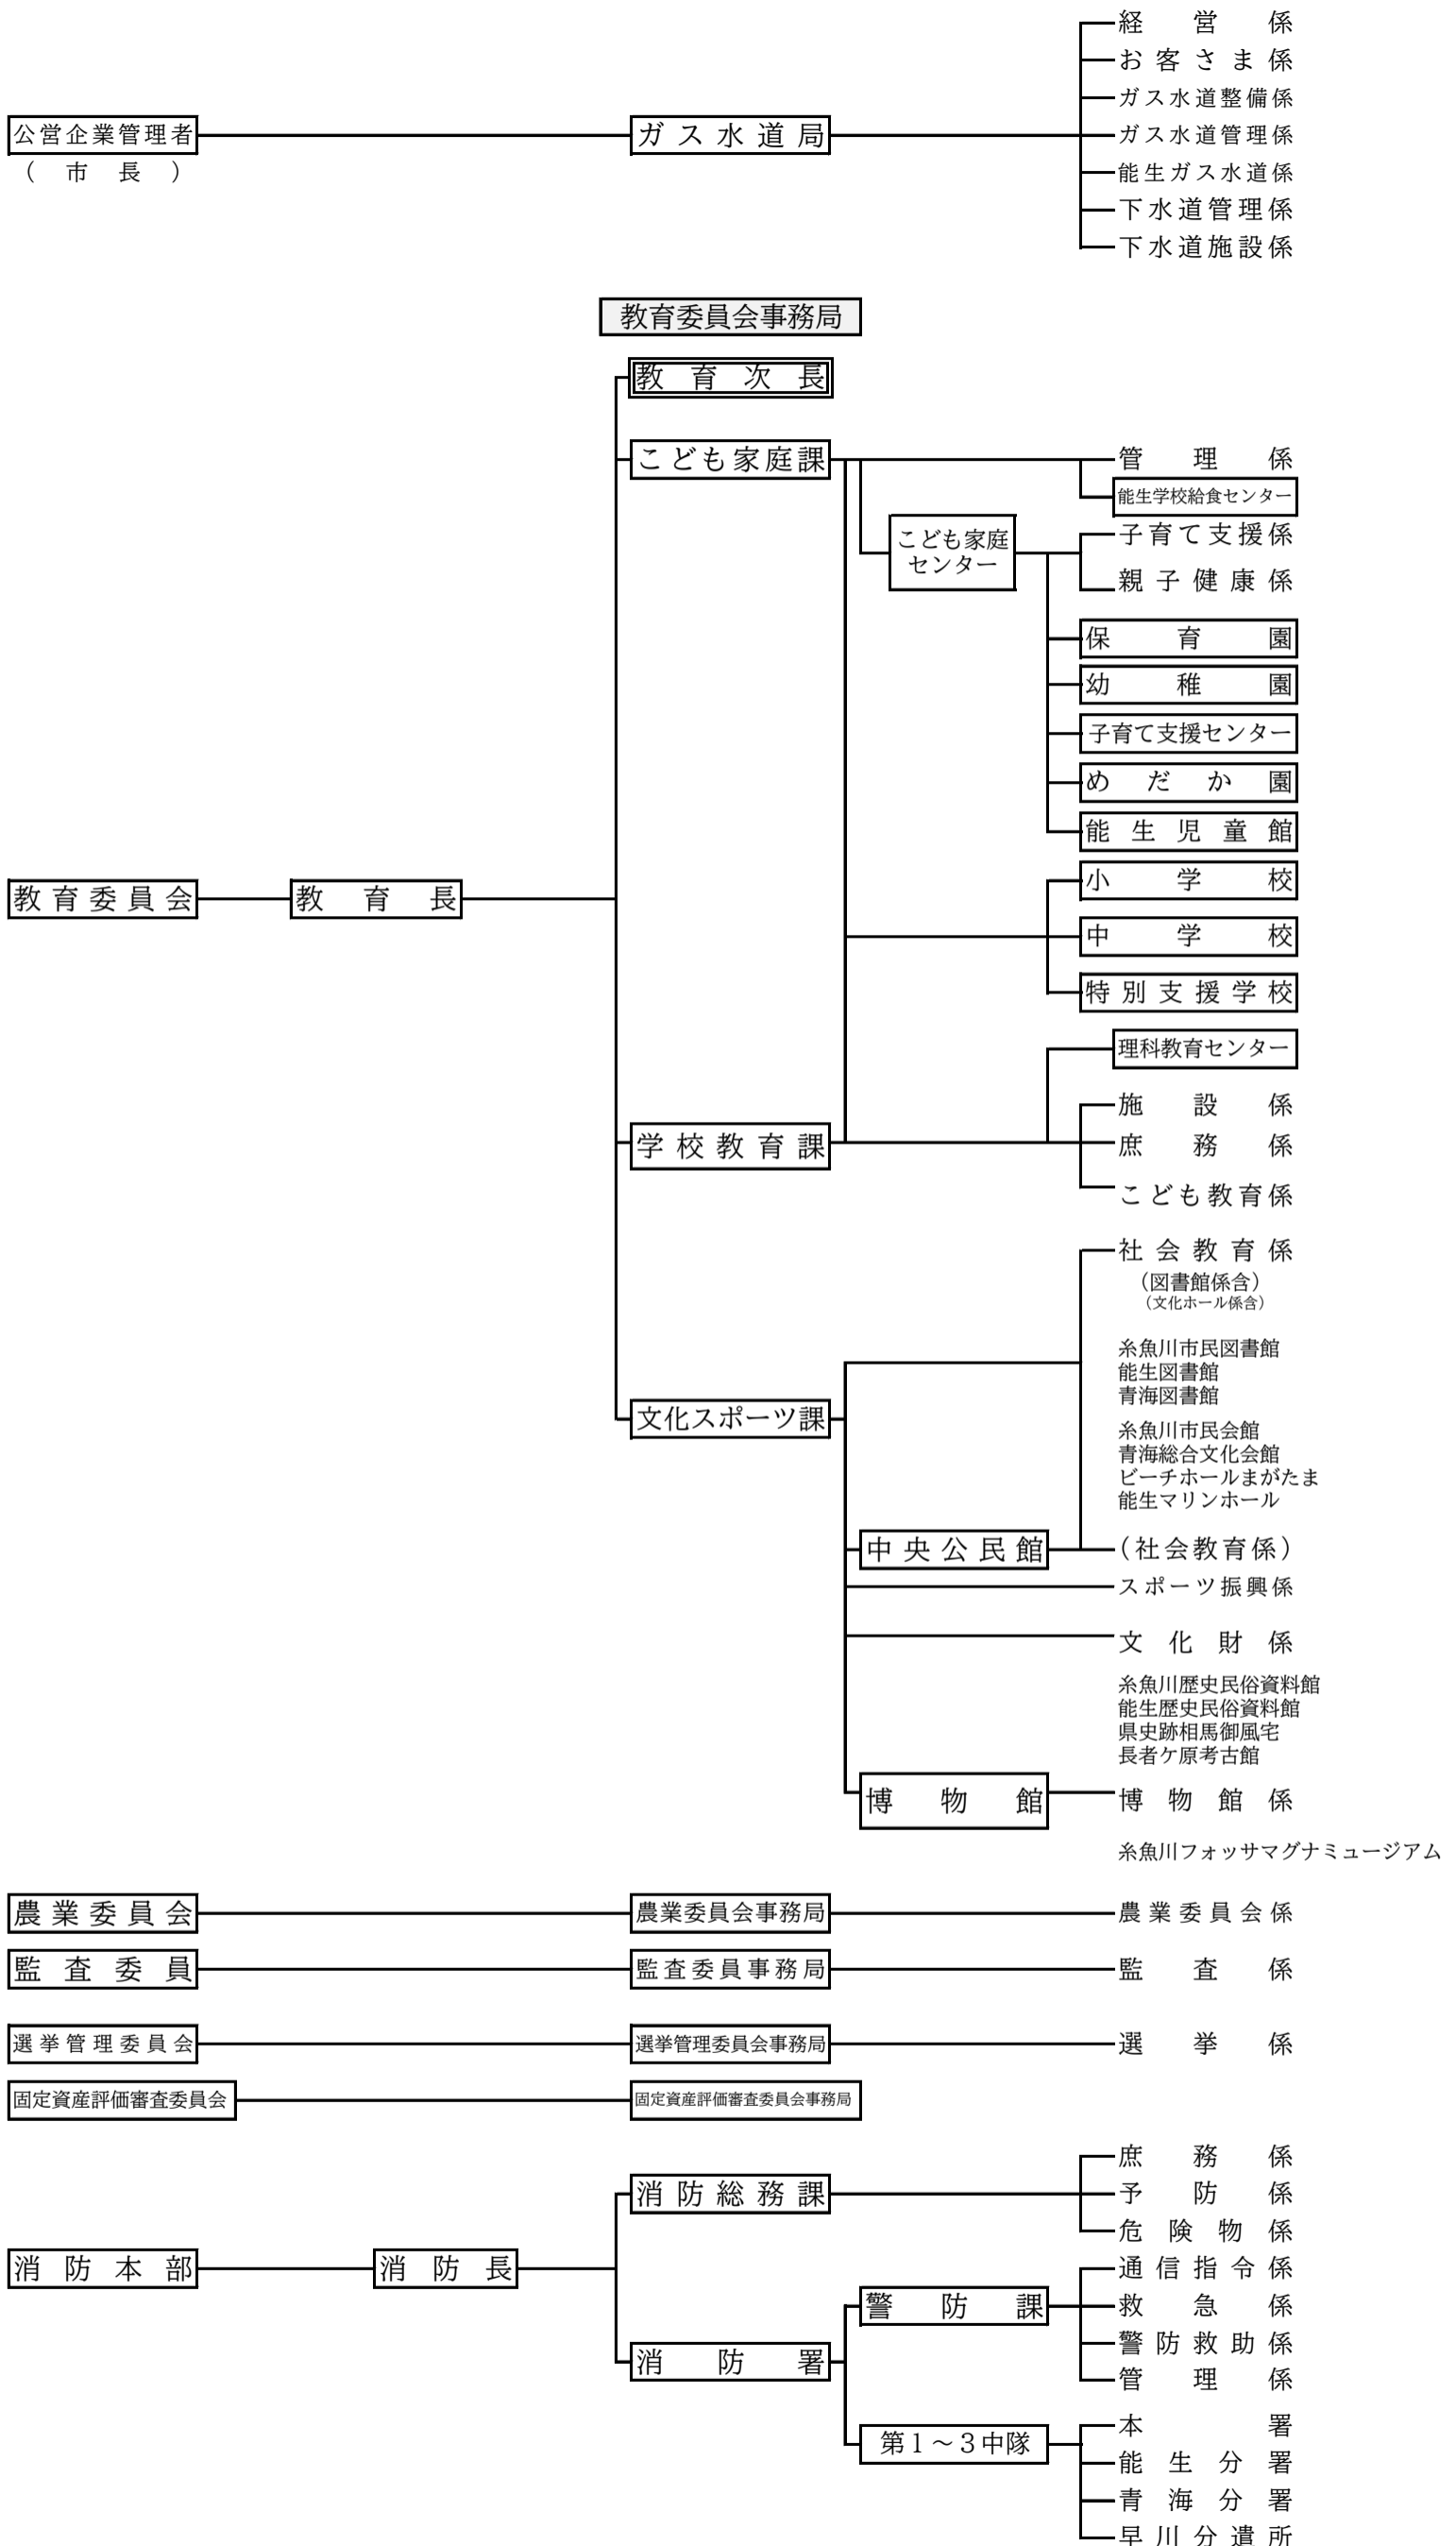 経営係
お客さま係
ガス水道整備係
公営企業管理者
ガス水道局
ガス水道管理係
（市長）
能生ガス水道係
下水道管理係
下水道施設係
教育委員会事務局
教育次長
こども家庭課
管理係
能生学校給食センター
こども家庭
センター
子育て支援係
親子健康係
保育園
幼稚園
子育て支援センター
めだか園
能生児童館
小学校
教育委員会
教育長
中学校
特別支援学校
理科教育センター
施設係
学校教育課
庶務係
こども教育係
社会教育係
（図書館係含）
（文化ホール係含）
糸魚川市民図書館
能生図書館
青海図書館
文化スポーツ課
糸魚川市民会館
青海総合文化会館
ビーチホールまがたま
能生マリンホール
中央公民館
（社会教育係）
スポーツ振興係
文化財係
糸魚川歴史民俗資料館
能生歴史民俗資料館
県史跡相馬御風宅
長者ケ原考古館
博物館
博物館係
糸魚川フォッサマグナミュージアム
農業委員会
農業委員会事務局
農業委員会係
監査委員
監査委員事務局
監査係
選挙管理委員会
選挙管理委員会事務局
選挙係
固定資産評価審査委員会
固定資産評価審査委員会事務局
庶務係
消防総務課
予防係
危険物係
消防本部
消防長
通信指令係
警防課
救急係
消防署
警防救助係
管理係
本署
第１～３中隊
能生分署
青海分署
早川分遣所